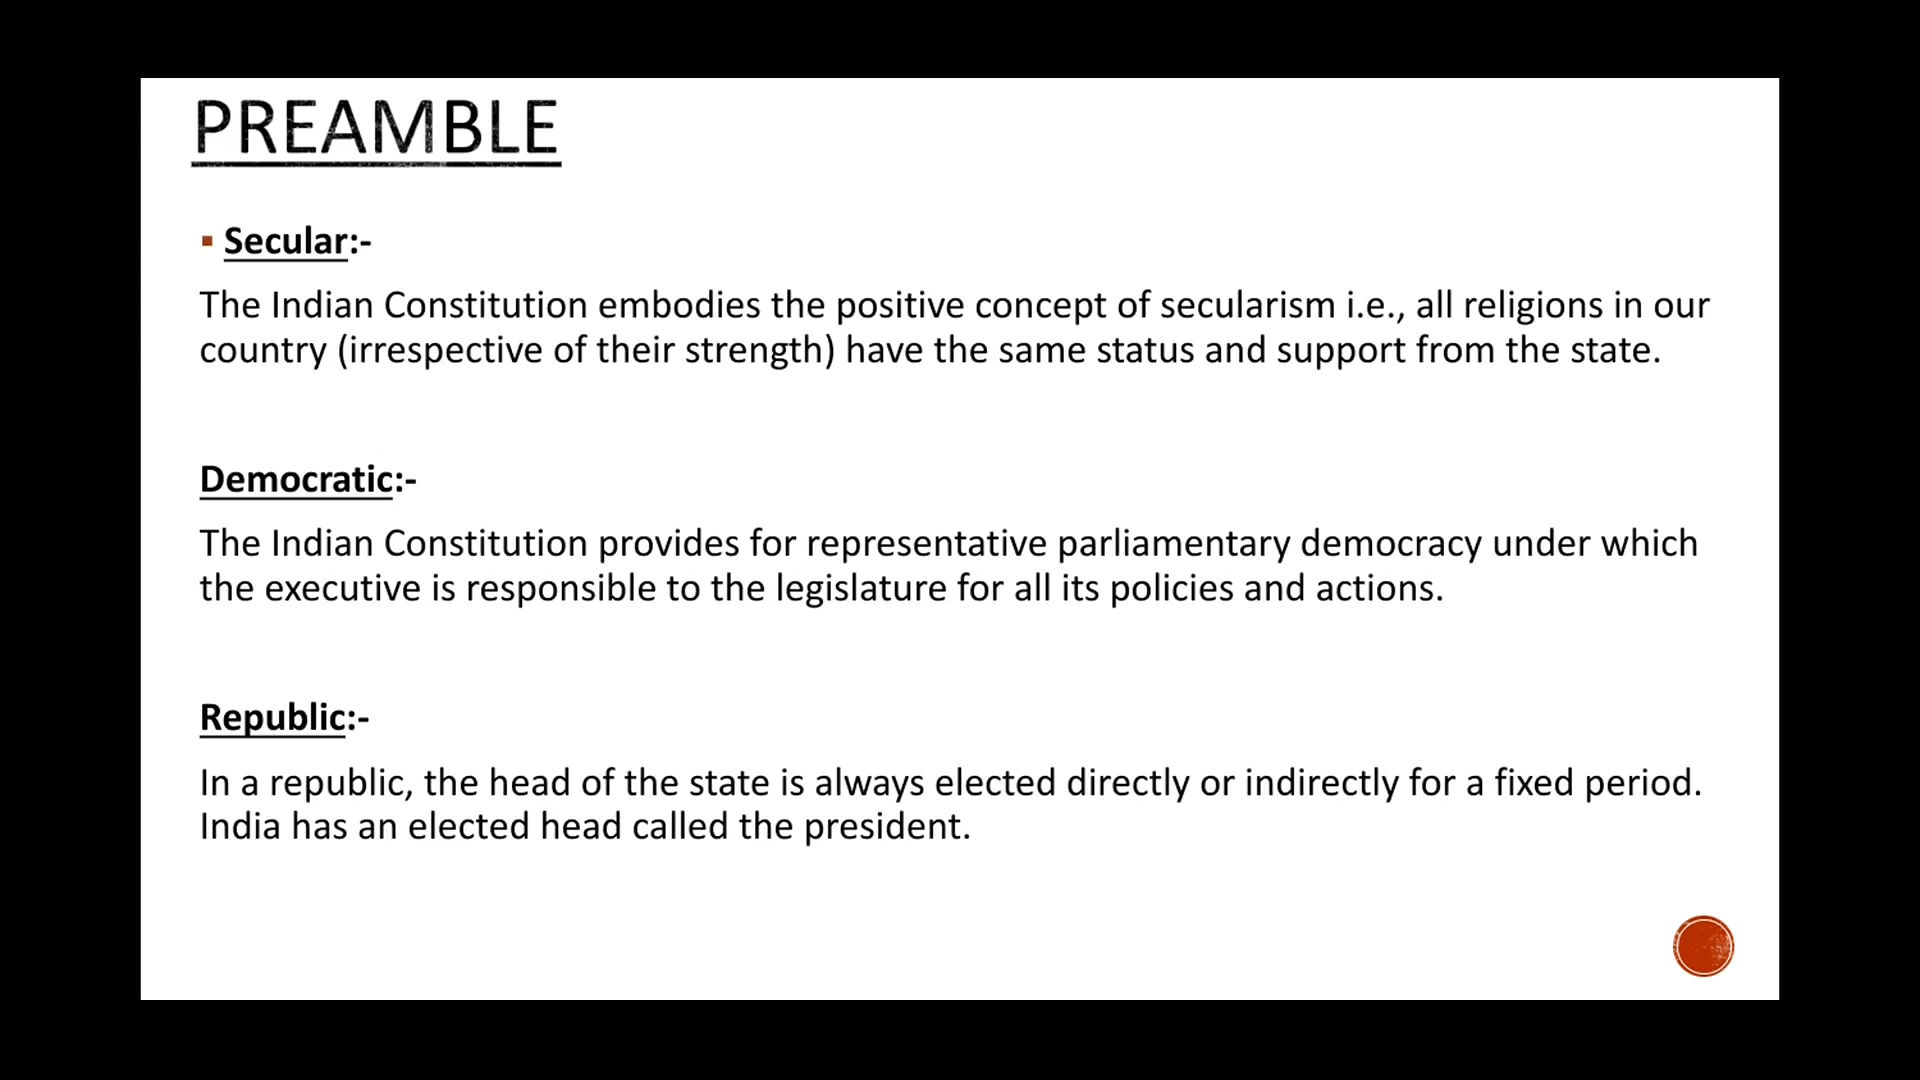 PREAMBLE
Secular:-
The Indian Constitution embodies the positive concept of secularism i.e., all religions in our
country (irrespective of their strength) have the same status and support from the state.
Democratic:-
The Indian Constitution provides for representative parliamentary democracy under which
the executive is responsible to the legislature for all its policies and actions.
Republic:-
In a republic, the head of the state is always elected directly or indirectly for a fixed period.
India has an elected head called the president.